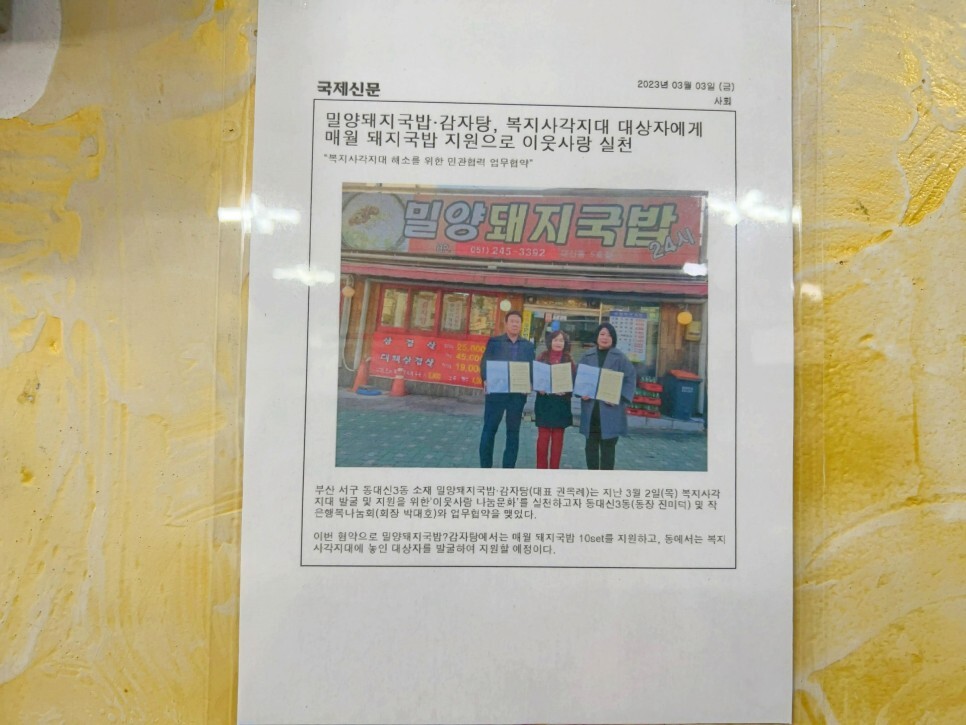 국제신문
2023년 03월 03일 (금)
사회
밀양돼지국밥·감자탕, 복지사각지대 대상자에게
매월 돼지국밥 지원으로 이웃사랑 실천
"복지사각지대 해소를 위한 민관협력 업무협약"
밀양돼지국밥
24시
051) 245-3392
부산 서구 동대신3동 소재 밀양돼지국밥·감자탕(대표 권옥례)는 지난 3월 2일(목) 복지사각
지대 발굴 및 지원을 위한'이웃사랑 나눔문화'를 실천하고자 동대신3동(동장 진미덕) 및 작
은행복나눔회(회장 박대호)와 업무협약을 맺었다.
이번 협약으로 밀양돼지국밥?감자탕에서는 매월 돼지국밥 10set를 지원하고, 동에서는 복지
사각지대에 놓인 대상자를 발굴하여 지원할 예정이다.